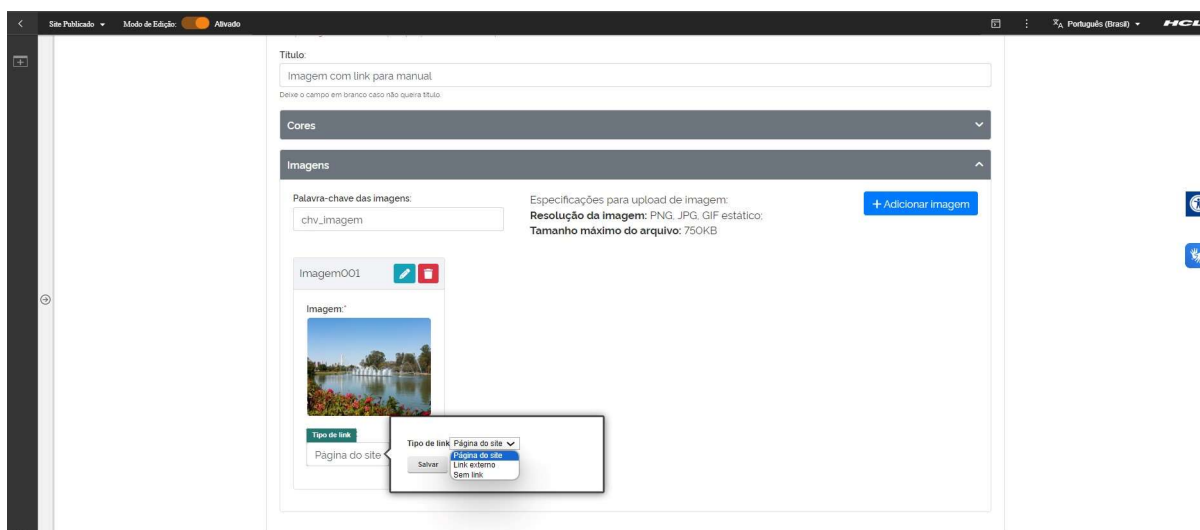 Site Publicado
Modo de Edição:
Ativado
Português (Brasil)
HCL
Título:
Imagem com link para manual
Deixe o campo em branco caso não queira título.
Cores
Imagens
Palavra-chave das imagens:
chv_imagem
Especificações para upload de imagem:
Resolução da imagem: PNG, JPG, GIF estático;
Tamanho máximo do arquivo: 750KB
+ Adicionar imagem
Imagem001
Imagem:*
Tipo de link
Página do site
Tipo de link Página do site
Página do site
Link externo
Sem link
Salvar